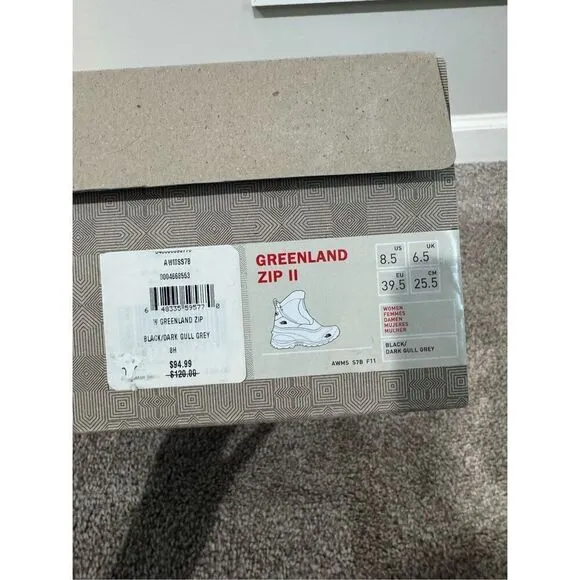 AW1TSS7B
0004668553
6 48335 59577 0
W GREENLAND ZIP
BLACK/DARK GULL GREY
8H
$94.99
$120.00
GREENLAND
ZIP II
AWMS S7B F11
US
8.5
UK
6.5
EU
39.5
CM
25.5
WOMEN
FEMMES
DAMEN
MUJERES
MULHER
BLACK/
DARK GULL GREY